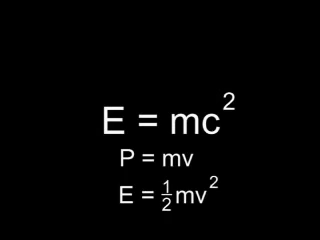 E = mc²
P = mv
E = ½mv²